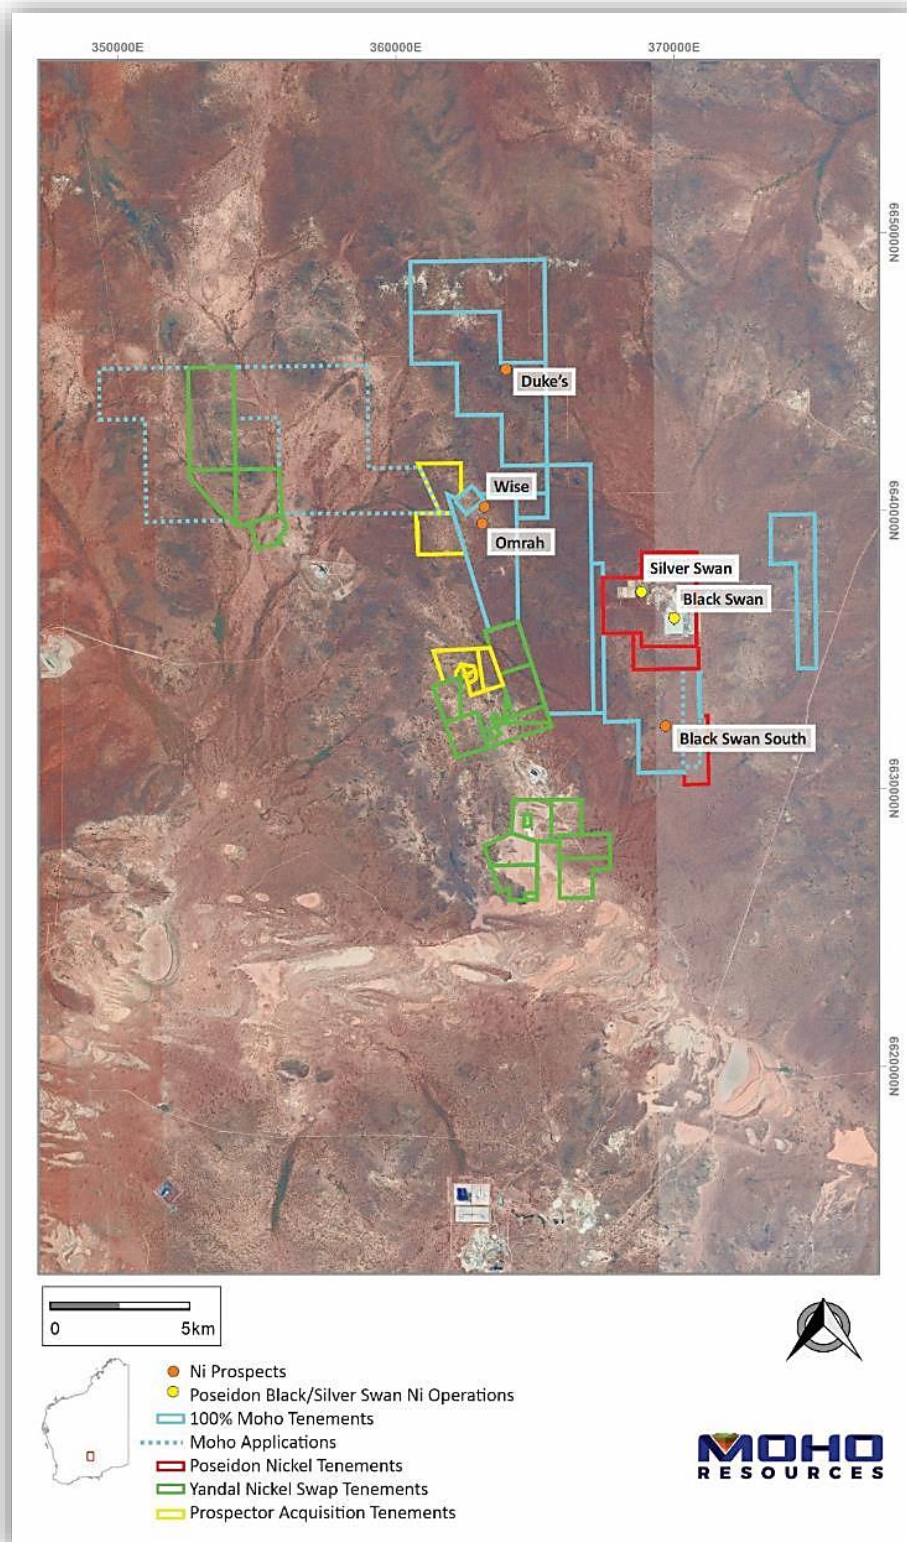 350000E
360000E
370000E
6650000N
Duke's
Wise
6640000N
Omrah
Silver Swan
Black Swan
Black Swan South
6630000N
6620000N
0
5km
Ni Prospects
Poseidon Black/Silver Swan Ni Operations
100% Moho Tenements
Moho Applications
Poseidon Nickel Tenements
Yandal Nickel Swap Tenements
Prospector Acquisition Tenements
MOHO
RESOURCES